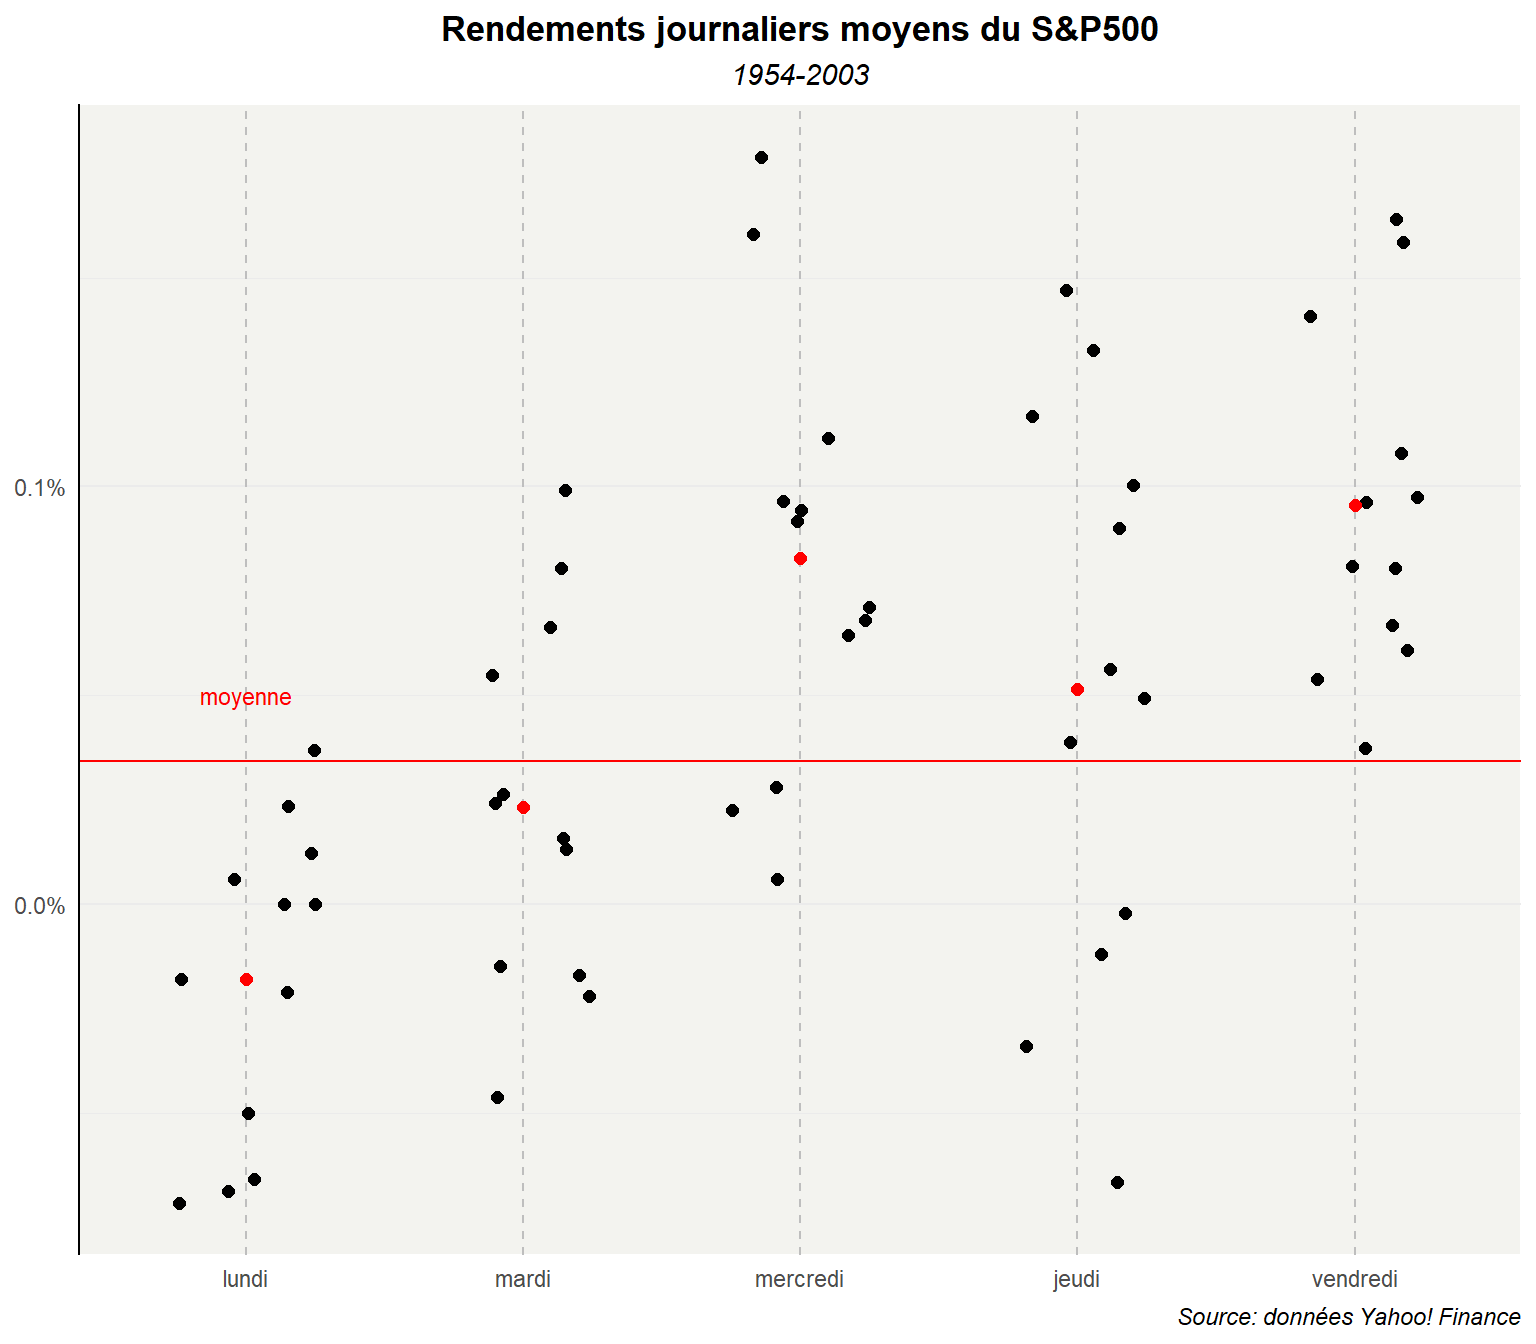 Rendements journaliers moyens du S&P500
1954-2003
0.1%
moyenne
0.0%
lundi mardi mercredi jeudi vendredi
Source: données Yahoo! Finance